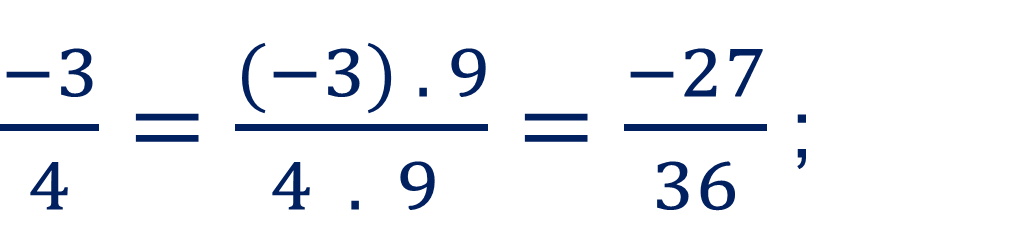 −3/4 = (−3) . 9 / 4 . 9 = −27/36 ;